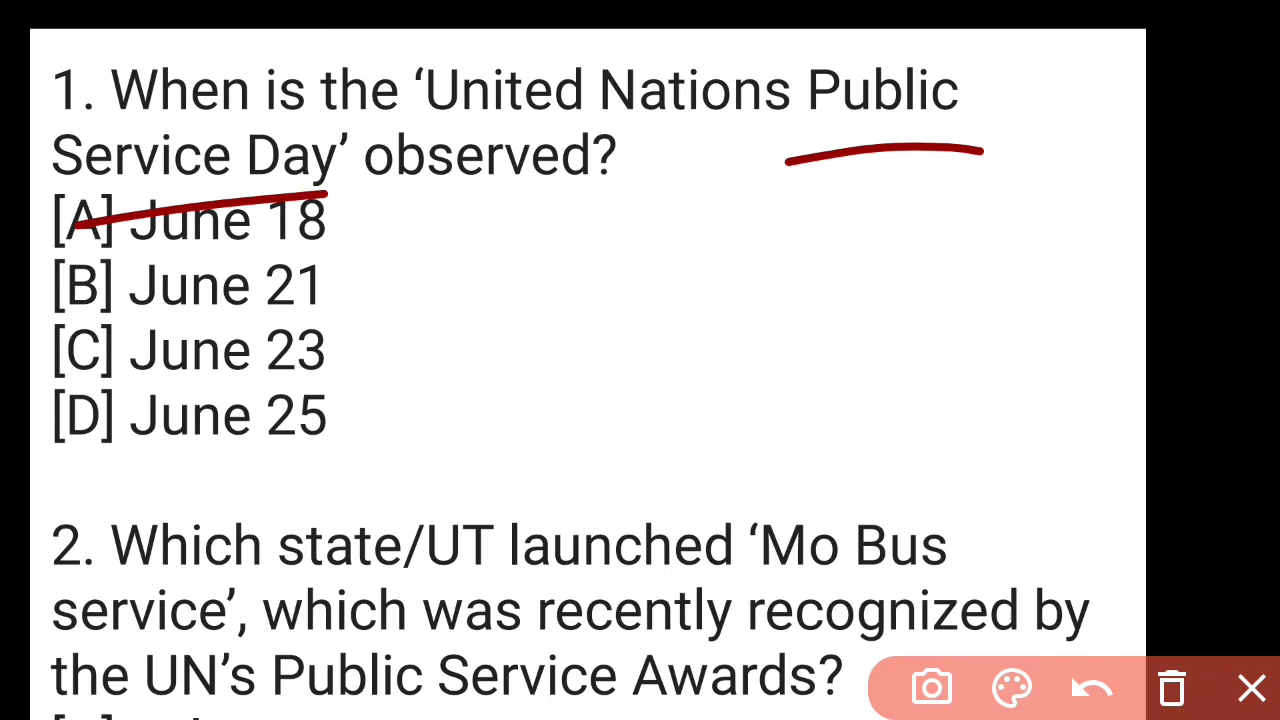 1. When is the ‘United Nations Public
Service Day’ observed?
[A] June 18
[B] June 21
[C] June 23
[D] June 25
2. Which state/UT launched ‘Mo Bus
service’, which was recently recognized by
the UN’s Public Service Awards?